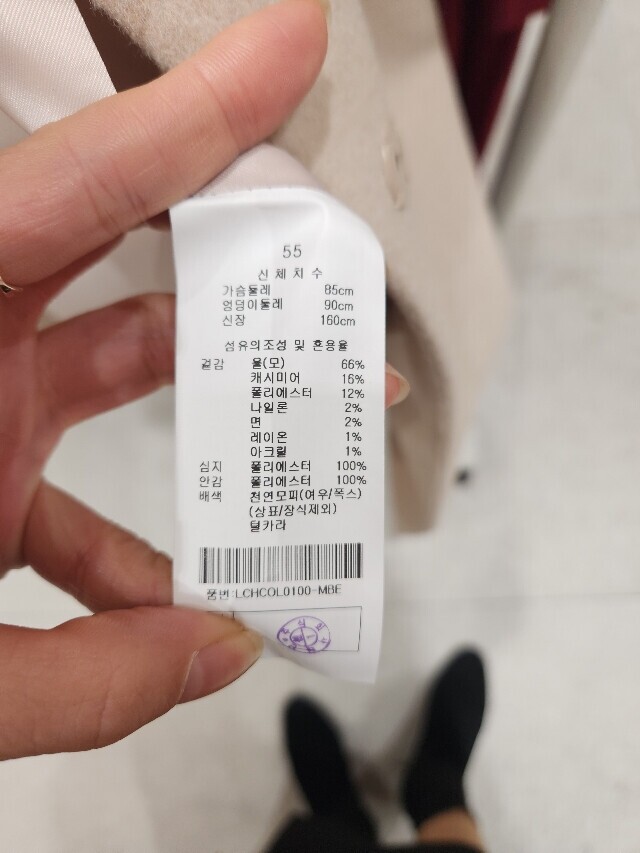 55
신체치수
가슴둘레 85cm
엉덩이둘레 90cm
신장 160cm
섬유의조성 및 혼용율
겉감 울(모) 66%
캐시미어 16%
폴리에스터 12%
나일론 2%
면 2%
레이온 1%
아크릴 1%
심지 폴리에스터 100%
안감 폴리에스터 100%
배색 천연모피(여우/폭스)
(상표/장식제외)
털카라
품번:LCHCOL0100-MBE